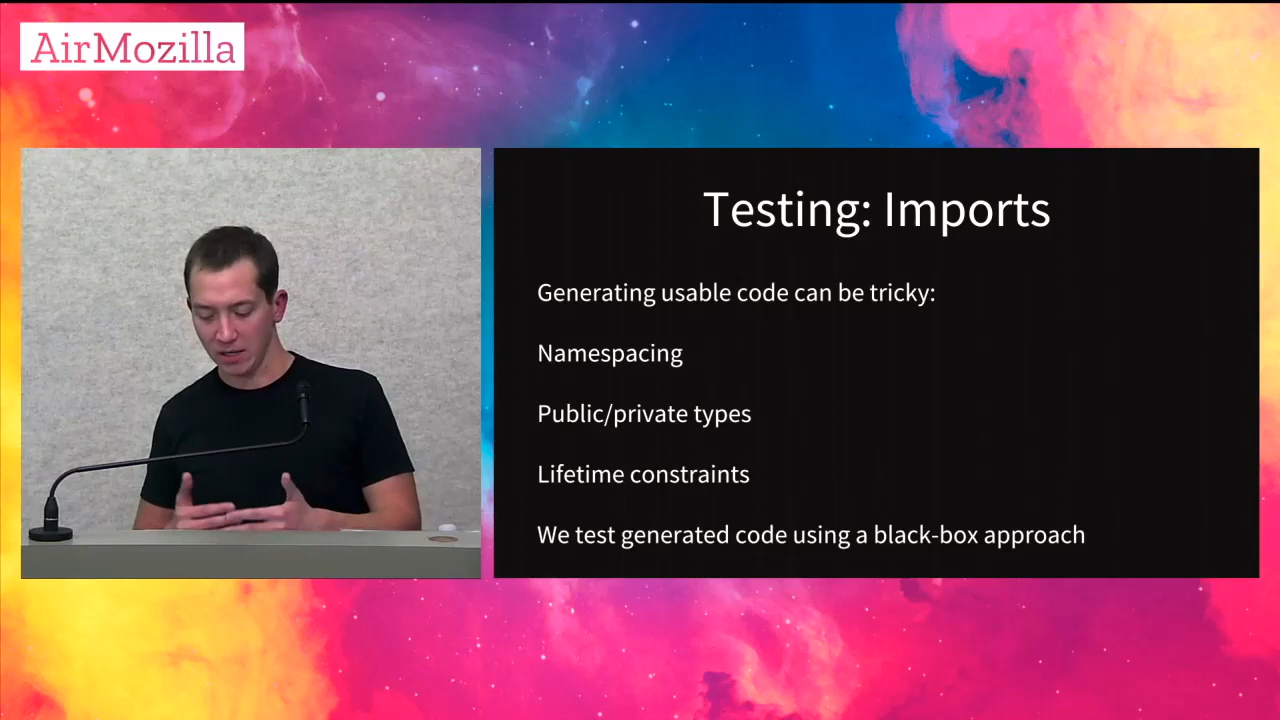 AirMozilla
Testing: Imports
Generating usable code can be tricky:
Namespacing
Public/private types
Lifetime constraints
We test generated code using a black-box approach